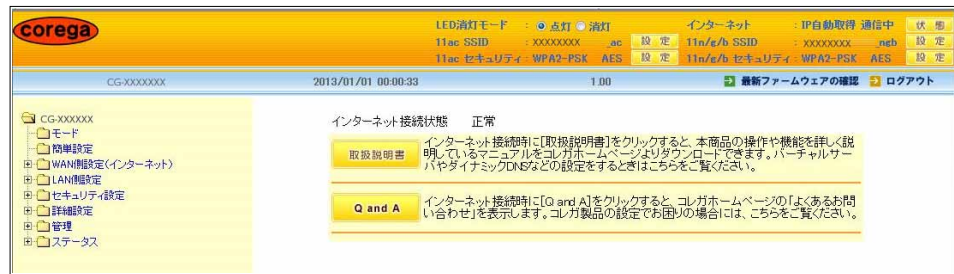 corega
LED消灯モード : 点灯 消灯 インターネット : IP自動取得 通信中 状 態
11ac SSID : XXXXXXXX _ac 設 定 11n/g/b SSID : XXXXXXXX _ngb 設 定
11ac セキュリティ : WPA2-PSK AES 設 定 11n/g/b セキュリティ : WPA2-PSK AES 設 定
CG-XXXXXXX 2013/01/01 00:00:33 1.00 最新ファームウェアの確認 ログアウト
CG-XXXXXX
モード
簡単設定
WAN側設定(インターネット)
LAN側設定
セキュリティ設定
詳細設定
管理
ステータス
インターネット接続状態 正常
取扱説明書
インターネット接続時に[取扱説明書]をクリックすると、本商品の操作や機能を詳しく説
明しているマニュアルをコレガホームページよりダウンロードできます。バーチャルサー
バやダイナミックDNSなどの設定をするときはこちらをご覧ください。
Q and A
インターネット接続時に[Q and A]をクリックすると、コレガホームページの「よくあるお問
い合わせ」を表示します。コレガ製品の設定でお困りの場合には、こちらをご覧ください。